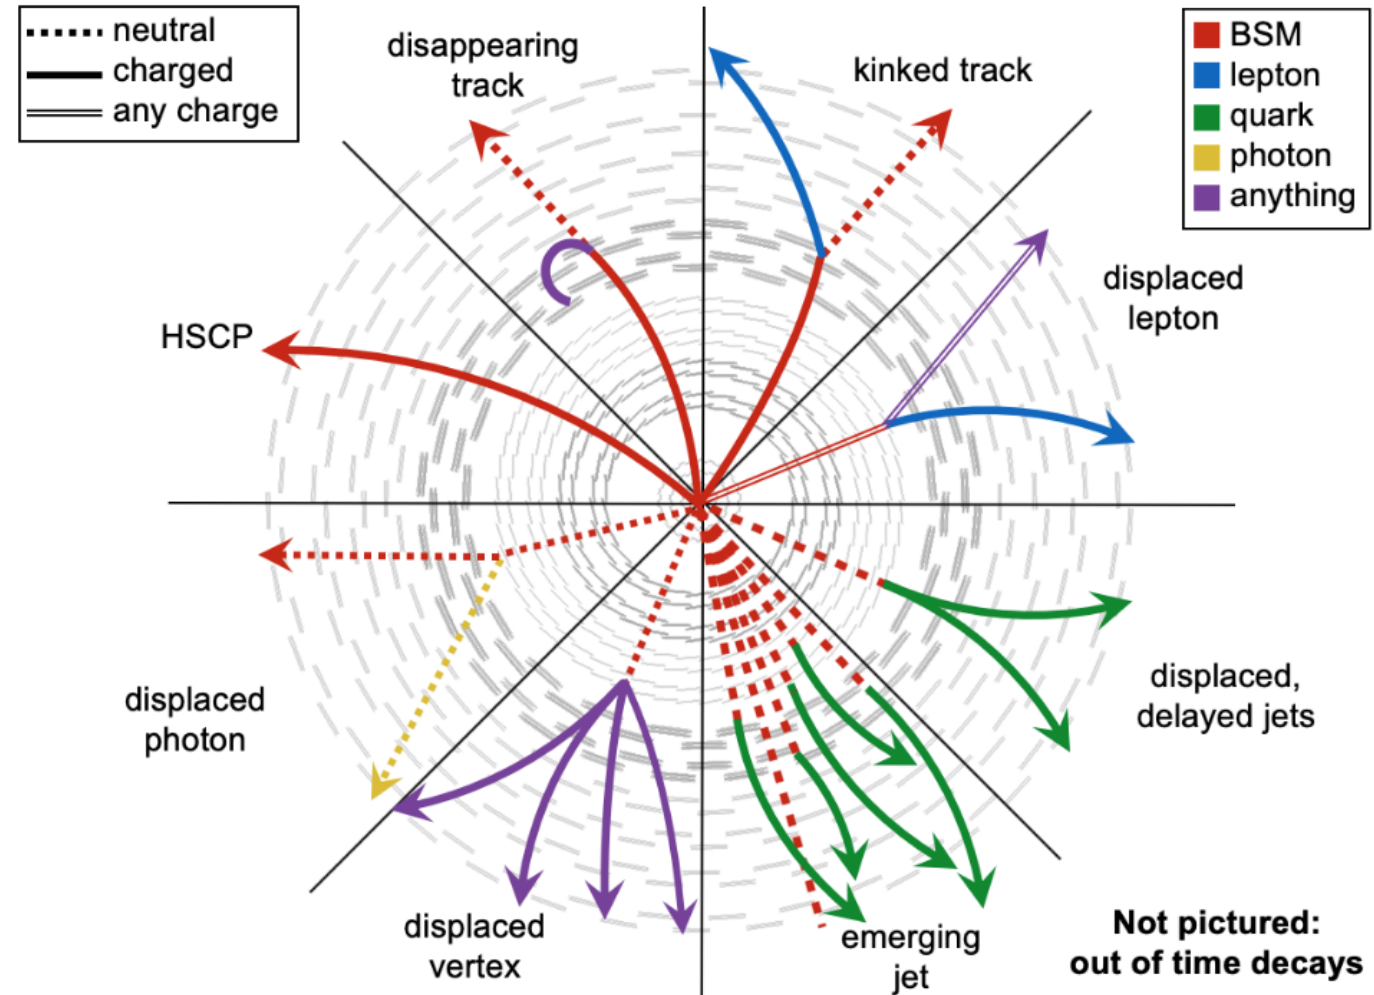 neutral
charged
any charge
disappearing
track
kinked track
BSM
lepton
quark
photon
anything
displaced
lepton
HSCP
displaced
photon
displaced,
delayed jets
displaced
vertex
emerging
jet
Not pictured:
out of time decays